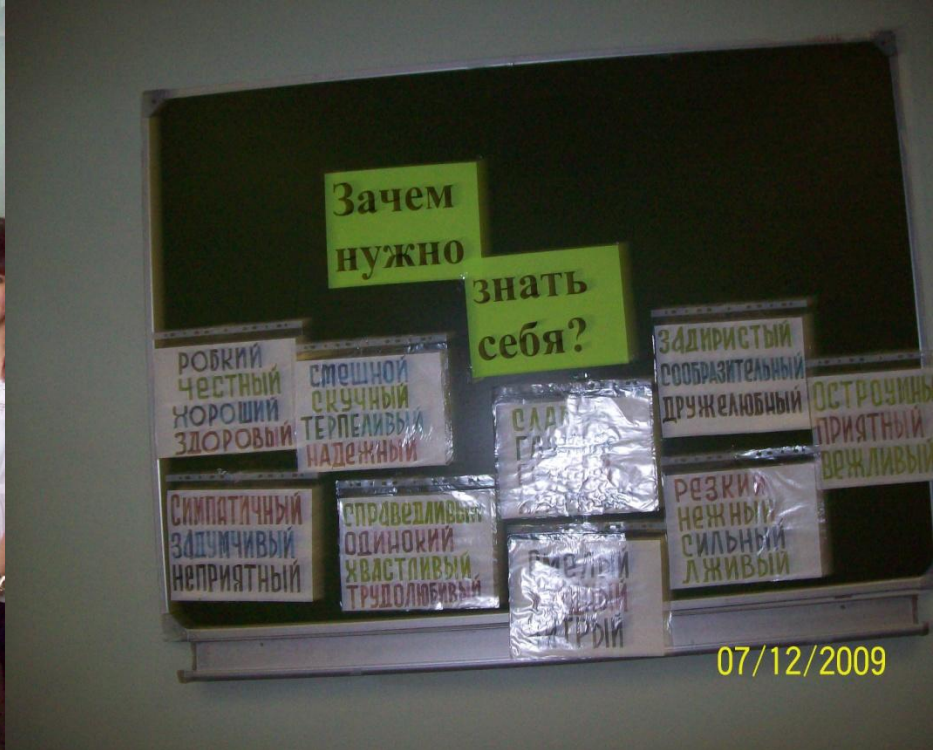 Зачем
нужно
знать
себя?
РОБКИЙ
ЧЕСТНЫЙ
ХОРОШИЙ
ЗДОРОВЫЙ
СМЕШНОЙ
СКУЧНЫЙ
ТЕРПЕЛИВЫЙ
НАДЕЖНЫЙ
ЗАДИРИСТЫЙ
СООБРАЗИТЕЛЬНЫЙ
ДРУЖЕЛЮБНЫЙ
ОСТРОУМНЫ
ПРИЯТНЫЙ
ВЕЖЛИВЫЙ
СИМПАТИЧНЫЙ
ЗАДУМЧИВЫЙ
НЕПРИЯТНЫЙ
СПРАВЕДЛИВЫЙ
ОДИНОКИЙ
ХВАСТЛИВЫЙ
ТРУДОЛЮБИВЫЙ
РЕЗКИЙ
НЕЖНЫЙ
СИЛЬНЫЙ
ЛЖИВЫЙ
СМЕЛЫЙ
ХИТРЫЙ
07/12/2009